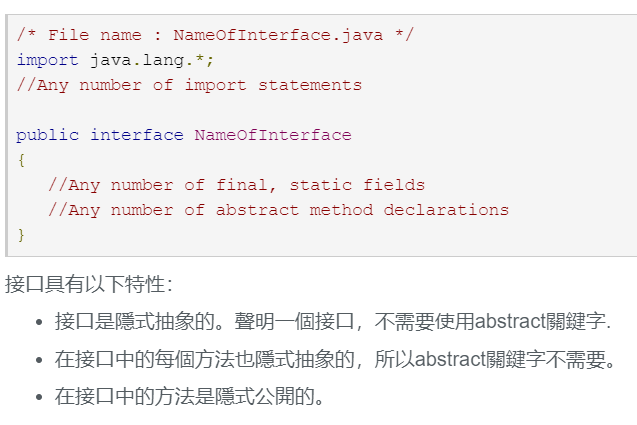 /* File name : NameOfInterface.java */
import java.lang.*;
//Any number of import statements
public interface NameOfInterface
{
//Any number of final, static fields
//Any number of abstract method declarations
}
接口具有以下特性：
• 接口是隱式抽象的。聲明一個接口，不需要使用abstract關鍵字.
• 在接口中的每個方法也隱式抽象的，所以abstract關鍵字不需要。
• 在接口中的方法是隱式公開的。